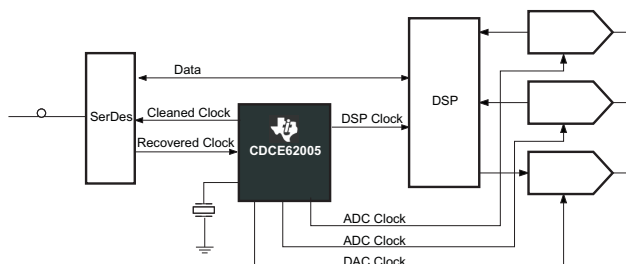 Data
SerDes
Cleaned Clock
Recovered Clock
CDCE62005
DSP Clock
DSP
ADC Clock
ADC Clock
DAC Clock